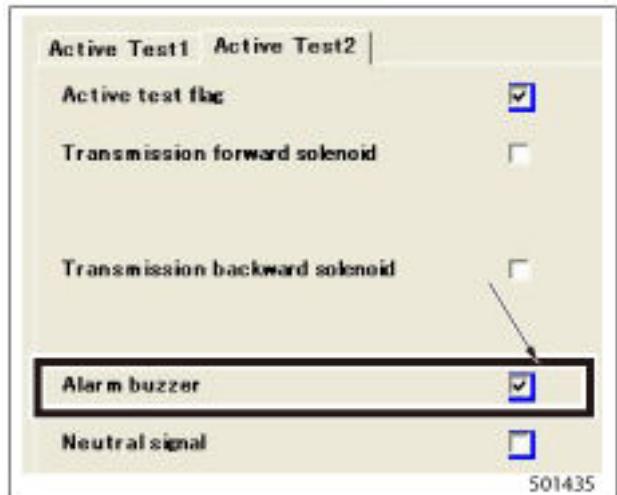 Active Test1 Active Test2
Active test flag
Transmission forward solenoid
Transmission backward solenoid
Alarm buzzer
Neutral signal
501435